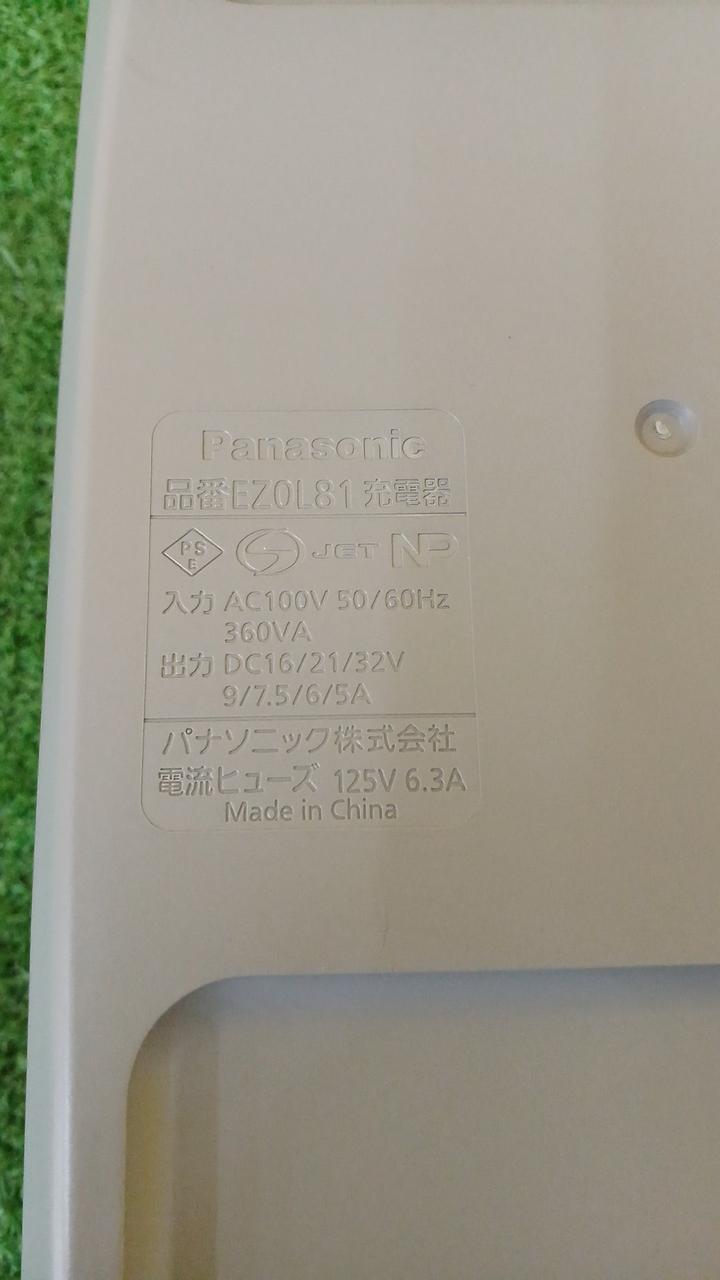 Panasonic
品番EZ0L81 充電器
PS E JET NP
入力 AC100V 50/60Hz
360VA
出力 DC16/21/32V
9/7.5/6/5A
パナソニック株式会社
電流ヒューズ 125V 6.3A
Made in China